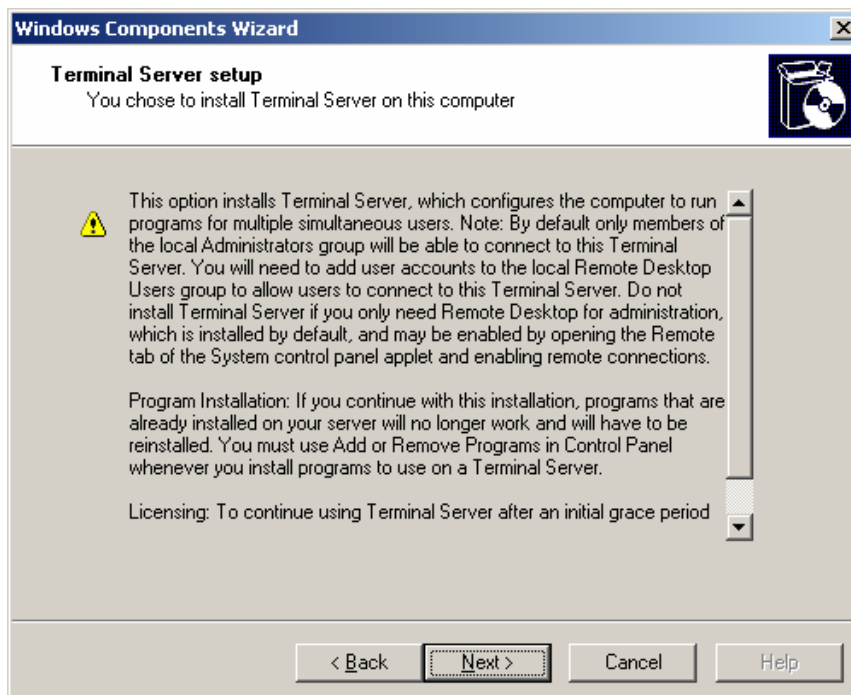 Windows Components Wizard
Terminal Server setup
You chose to install Terminal Server on this computer
This option installs Terminal Server, which configures the computer to run
programs for multiple simultaneous users. Note: By default only members of
the local Administrators group will be able to connect to this Terminal
Server. You will need to add user accounts to the local Remote Desktop
Users group to allow users to connect to this Terminal Server. Do not
install Terminal Server if you only need Remote Desktop for administration,
which is installed by default, and may be enabled by opening the Remote
tab of the System control panel applet and enabling remote connections.
Program Installation: If you continue with this installation, programs that are
already installed on your server will no longer work and will have to be
reinstalled. You must use Add or Remove Programs in Control Panel
whenever you install programs to use on a Terminal Server.
Licensing: To continue using Terminal Server after an initial grace period
< Back Next > Cancel Help